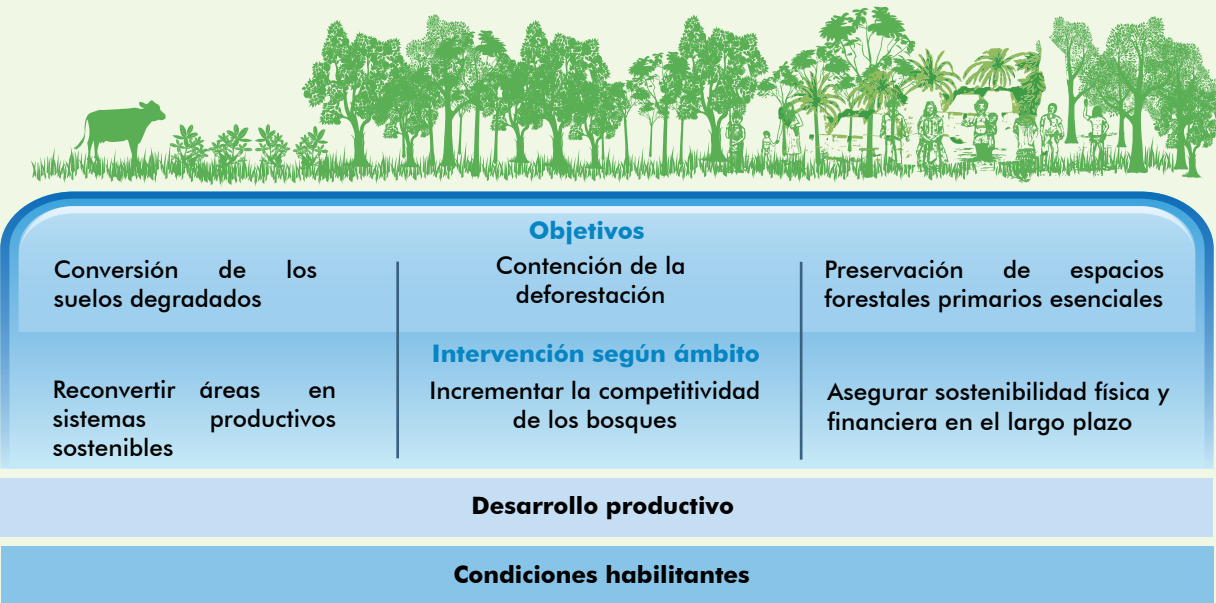 Objetivos
Conversión de los
suelos degradados
Contención de la
deforestación
Preservación de espacios
forestales primarios esenciales
Intervención según ámbito
Reconvertir áreas en
sistemas productivos
sostenibles
Incrementar la competitividad
de los bosques
Asegurar sostenibilidad física y
financiera en el largo plazo
Desarrollo productivo
Condiciones habilitantes